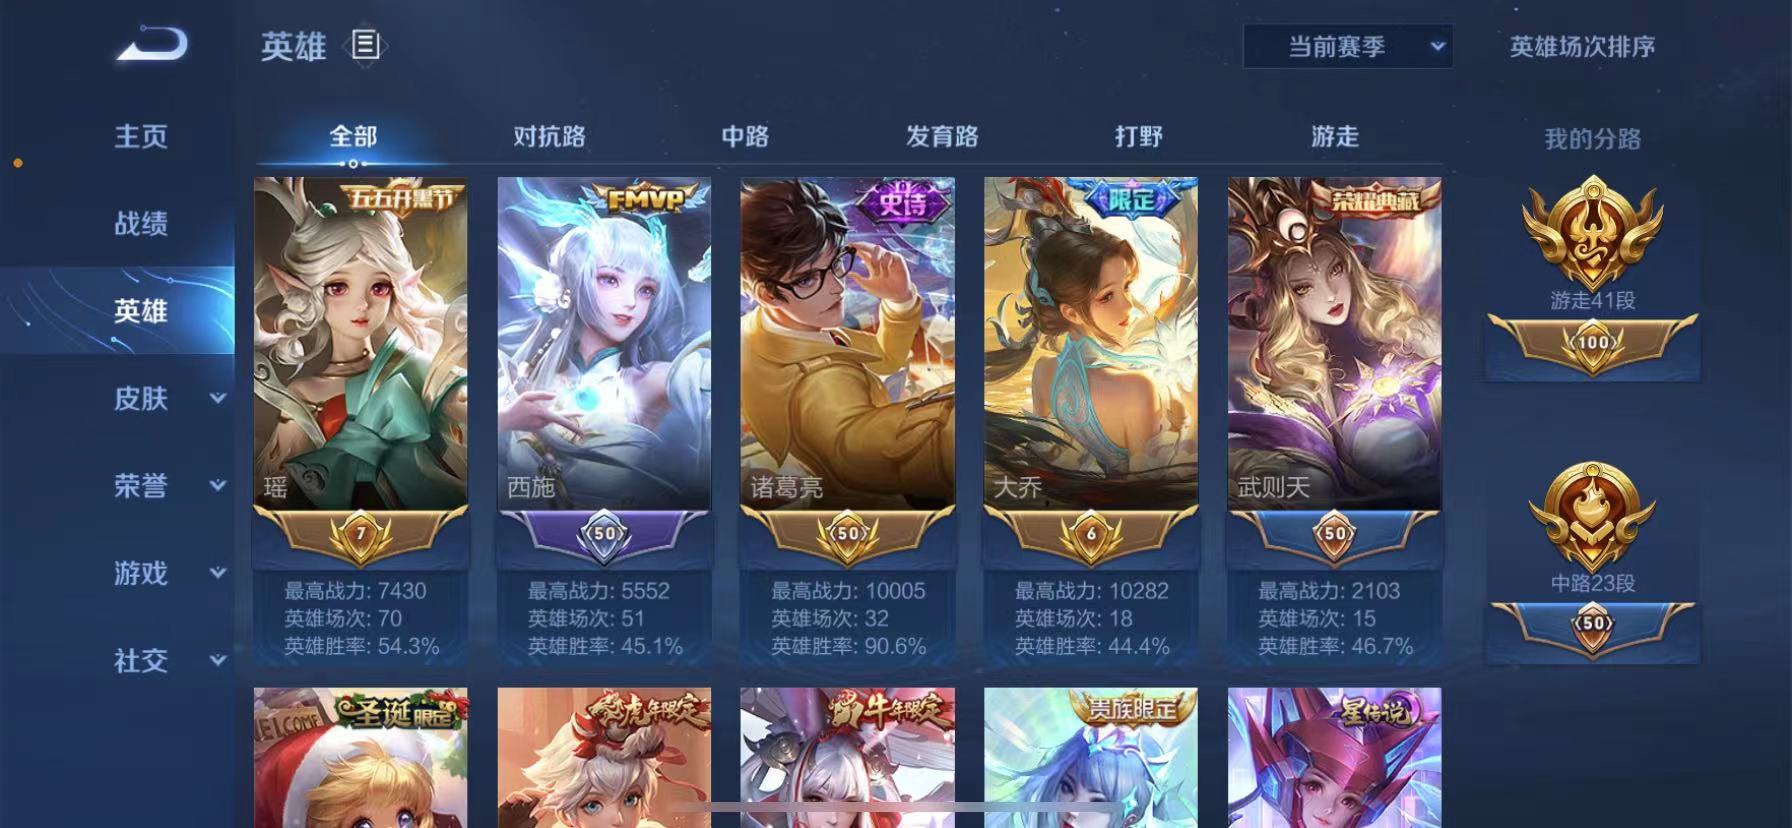 英雄
当前赛季
英雄场次排序
主页
战绩
英雄
皮肤
荣誉
游戏
社交
全部
对抗路
中路
发育路
打野
游走
我的分路
五五开黑节
FMVP
史诗
限定
荣耀典藏
瑶
西施
诸葛亮
大乔
武则天
7
50
50
6
50
最高战力: 7430
英雄场次: 70
英雄胜率: 54.3%
最高战力: 5552
英雄场次: 51
英雄胜率: 45.1%
最高战力: 10005
英雄场次: 32
英雄胜率: 90.6%
最高战力: 10282
英雄场次: 18
英雄胜率: 44.4%
最高战力: 2103
英雄场次: 15
英雄胜率: 46.7%
游走41段
100
中路23段
50
WELCOME
圣诞限定
虎年限定
牛年限定
贵族限定
星传说